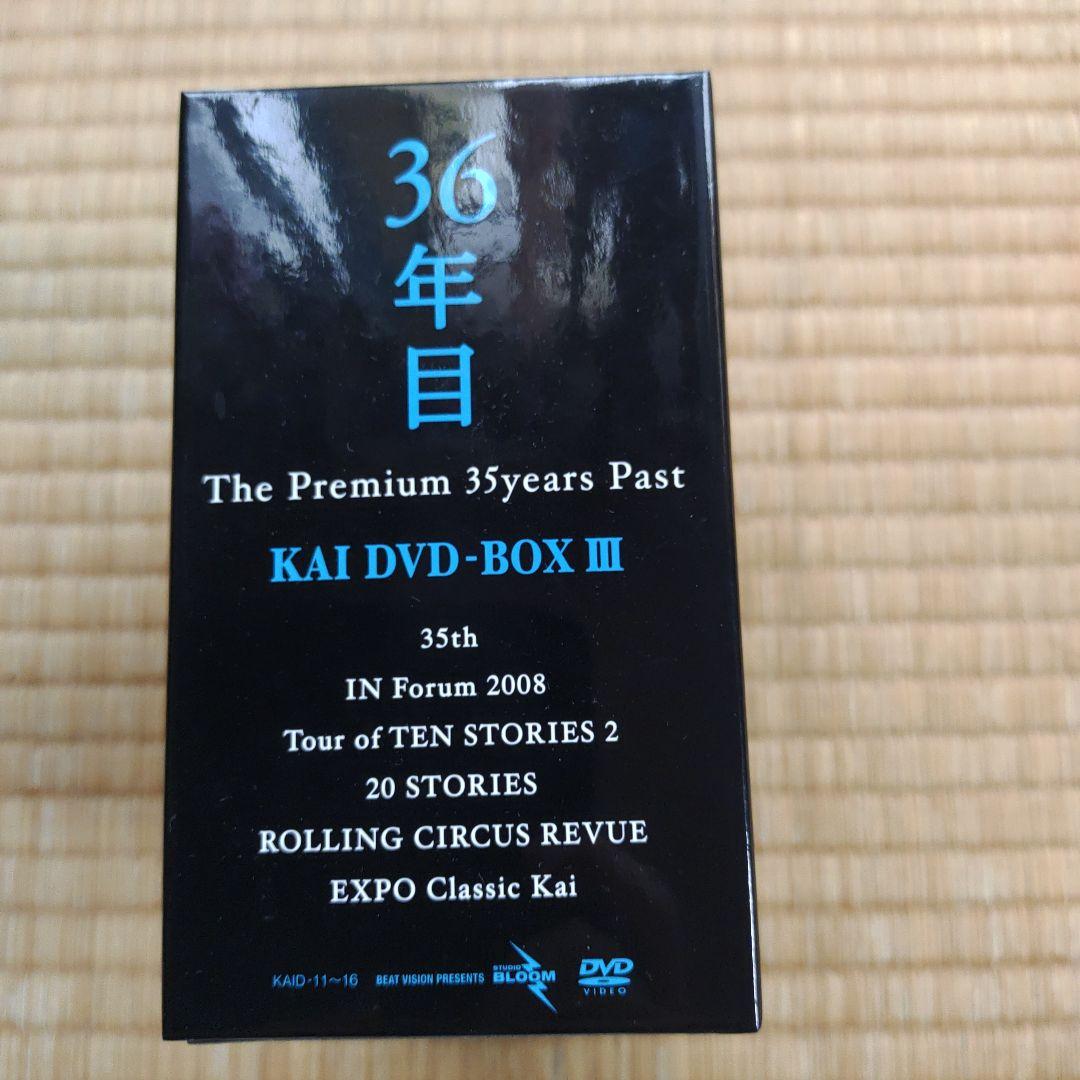 36
年
目
The Premium 35years Past
KAI DVD-BOX III
35th
IN Forum 2008
Tour of TEN STORIES 2
20 STORIES
ROLLING CIRCUS REVUE
EXPO Classic Kai
KAID-11~16 BEAT VISION PRESENTS STUDIO BLOOM DVD VIDEO